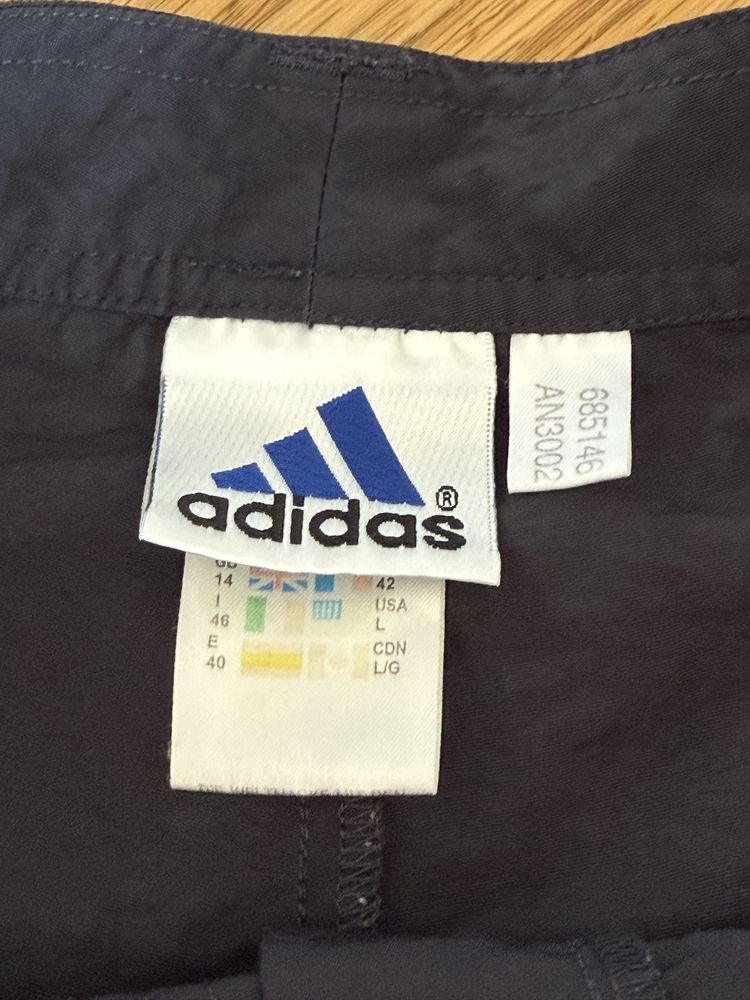 adidas®
685146
AN3002
GB
14
42
I
USA
46
L
E
CDN
40
L/G